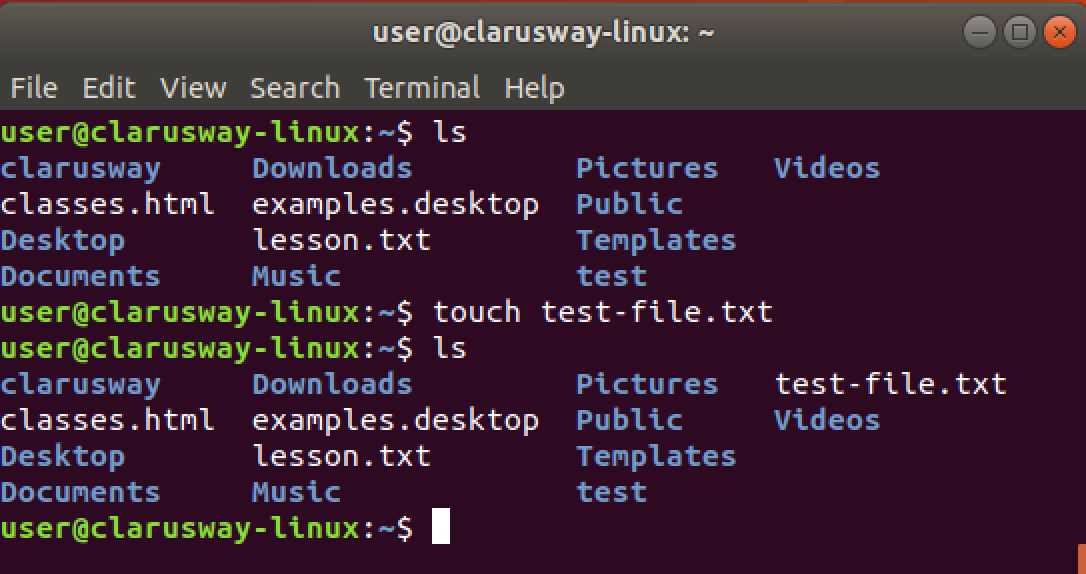 user@clarusway-linux: ~
File Edit View Search Terminal Help
user@clarusway-linux:~$ ls
clarusway Downloads Pictures Videos
classes.html examples.desktop Public
Desktop lesson.txt Templates
Documents Music test
user@clarusway-linux:~$ touch test-file.txt
user@clarusway-linux:~$ ls
clarusway Downloads Pictures test-file.txt
classes.html examples.desktop Public Videos
Desktop lesson.txt Templates
Documents Music test
user@clarusway-linux:~$